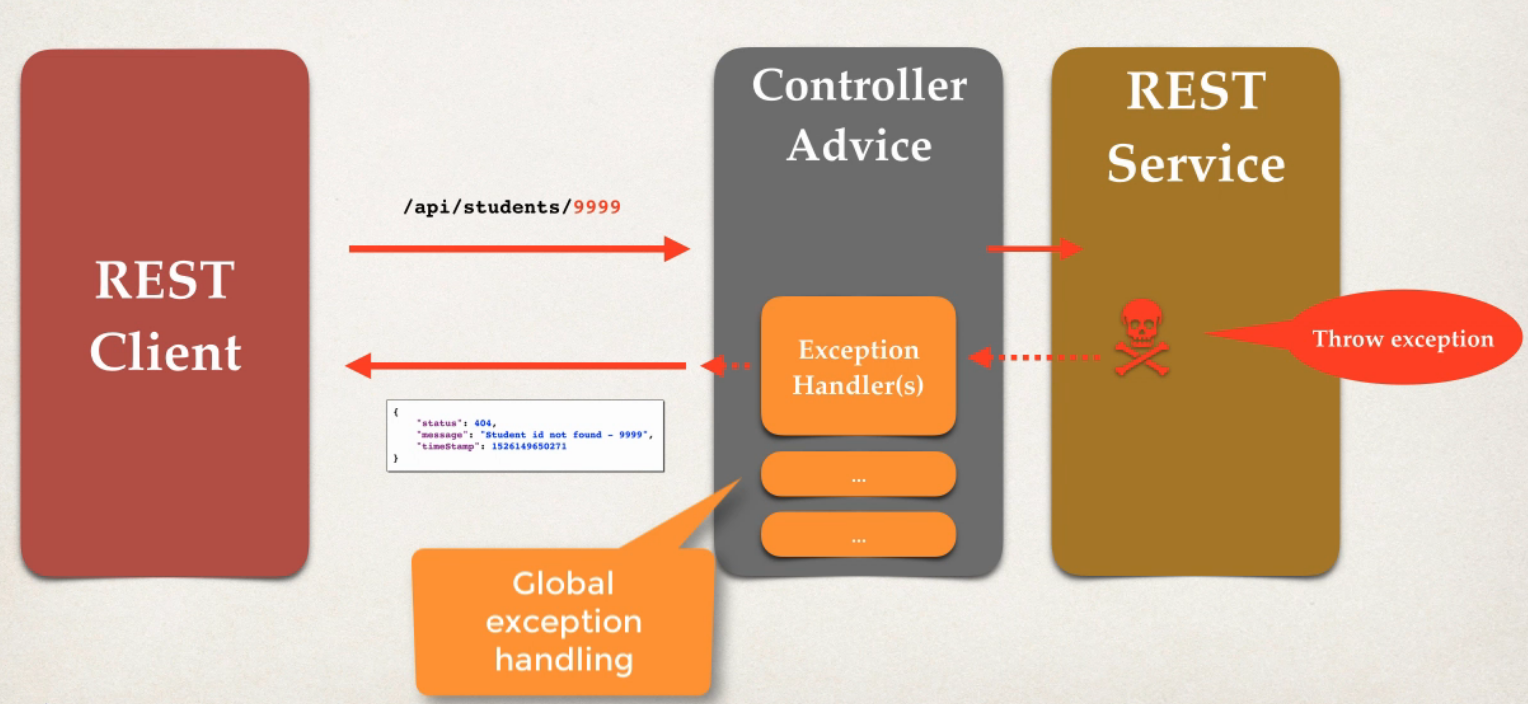 REST
Client
/api/students/9999
{
"status": 404,
"message": "Student id not found - 9999",
"timeStamp": 1526149650271
}
Global
exception
handling
Controller
Advice
Exception
Handler(s)
...
...
REST
Service
Throw exception